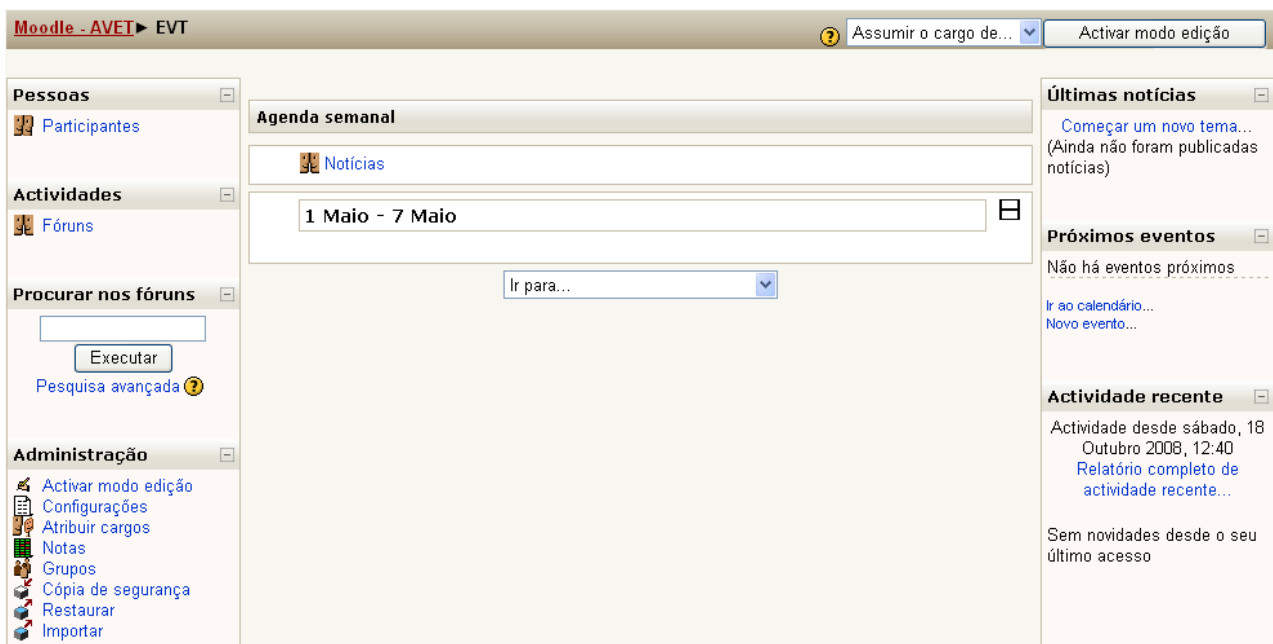 Moodle - AVET► EVT
Assumir o cargo de...
Activar modo edição
Pessoas
Participantes
Actividades
Fóruns
Procurar nos fóruns
Executar
Pesquisa avançada
Administração
Activar modo edição
Configurações
Atribuir cargos
Notas
Grupos
Cópia de segurança
Restaurar
Importar
Agenda semanal
Notícias
1 Maio - 7 Maio
Ir para...
Últimas notícias
Começar um novo tema...
(Ainda não foram publicadas
notícias)
Próximos eventos
Não há eventos próximos
Ir ao calendário...
Novo evento...
Actividade recente
Actividade desde sábado, 18
Outubro 2008, 12:40
Relatório completo de
actividade recente...
Sem novidades desde o seu
último acesso